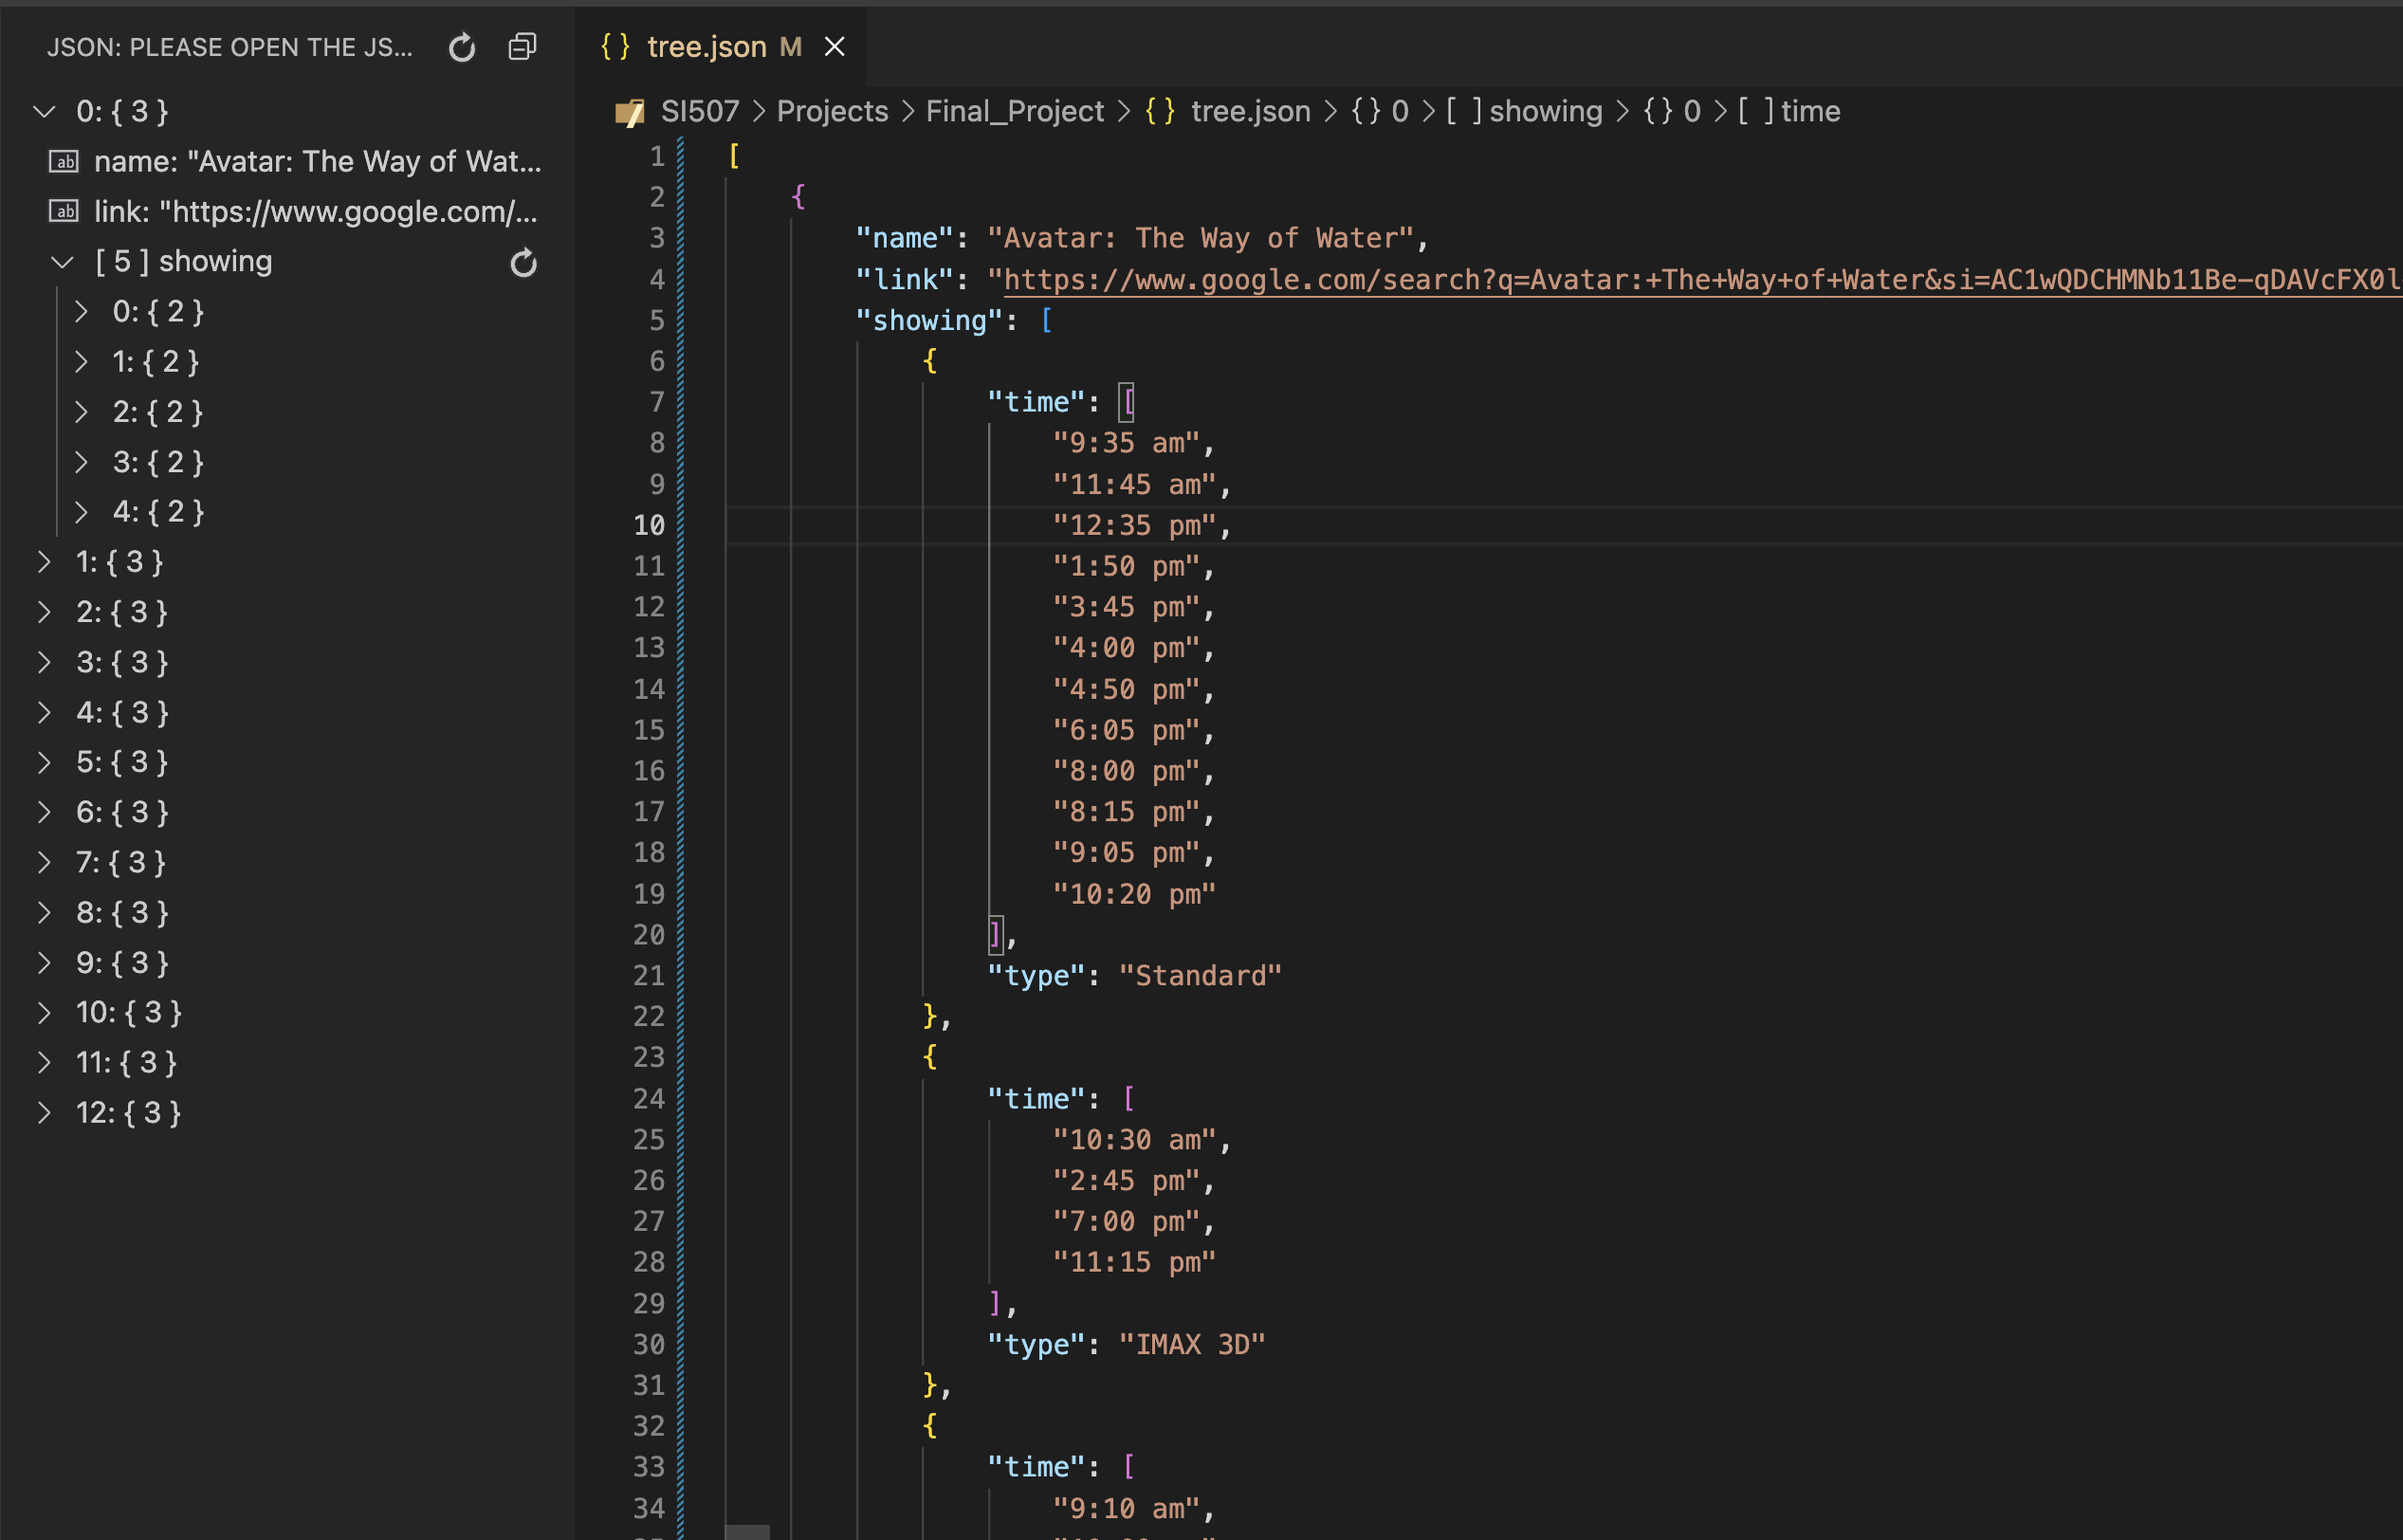 JSON: PLEASE OPEN THE JS...
0: { 3 }
name: "Avatar: The Way of Wat...
link: "https://www.google.com/...
[ 5 ] showing
0: { 2 }
1: { 2 }
2: { 2 }
3: { 2 }
4: { 2 }
1: { 3 }
2: { 3 }
3: { 3 }
4: { 3 }
5: { 3 }
6: { 3 }
7: { 3 }
8: { 3 }
9: { 3 }
10: { 3 }
11: { 3 }
12: { 3 }
{ } tree.json M
SI507 > Projects > Final_Project > { } tree.json > { } 0 > [ ] showing > { } 0 > [ ] time
1 [
2 {
3 "name": "Avatar: The Way of Water",
4 "link": "https://www.google.com/search?q=Avatar:+The+Way+of+Water&si=AC1wQDCHMNb11Be-qDAVcFX0l
5 "showing": [
6 {
7 "time": [
8 "9:35 am",
9 "11:45 am",
10 "12:35 pm",
11 "1:50 pm",
12 "3:45 pm",
13 "4:00 pm",
14 "4:50 pm",
15 "6:05 pm",
16 "8:00 pm",
17 "8:15 pm",
18 "9:05 pm",
19 "10:20 pm"
20 ],
21 "type": "Standard"
22 },
23 {
24 "time": [
25 "10:30 am",
26 "2:45 pm",
27 "7:00 pm",
28 "11:15 pm"
29 ],
30 "type": "IMAX 3D"
31 },
32 {
33 "time": [
34 "9:10 am",